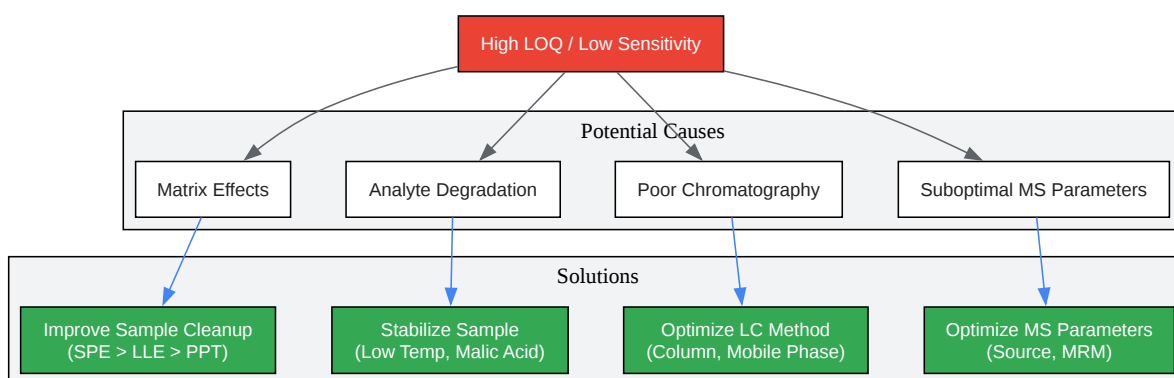 High LOQ / Low Sensitivity
Potential Causes
Matrix Effects
Analyte Degradation
Poor Chromatography
Suboptimal MS Parameters
Solutions
Improve Sample Cleanup
(SPE > LLE > PPT)
Stabilize Sample
(Low Temp, Malic Acid)
Optimize LC Method
(Column, Mobile Phase)
Optimize MS Parameters
(Source, MRM)